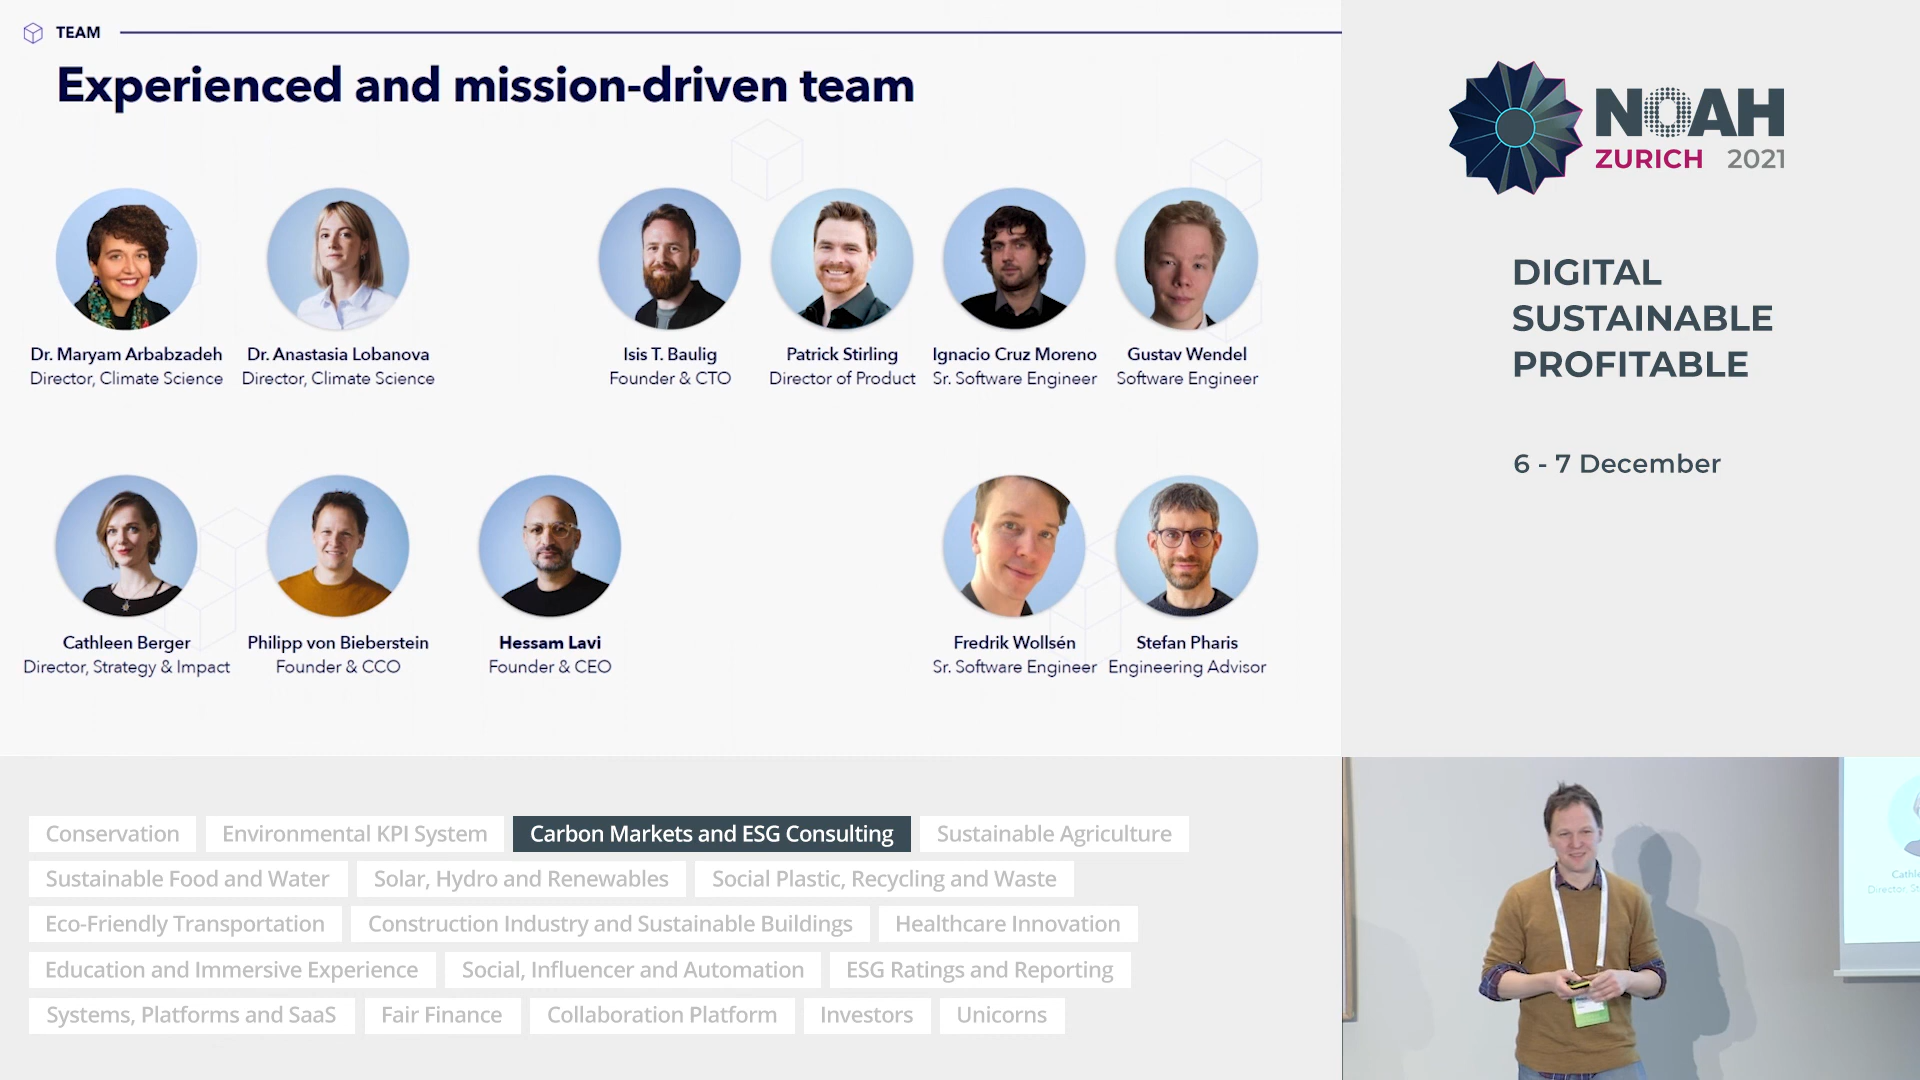 TEAM
Experienced and mission-driven team
Dr. Maryam Arbabzadeh
Director, Climate Science
Dr. Anastasia Lobanova
Director, Climate Science
Isis T. Baulig
Founder & CTO
Patrick Stirling
Director of Product
Ignacio Cruz Moreno
Sr. Software Engineer
Gustav Wendel
Software Engineer
Cathleen Berger
Director, Strategy & Impact
Philipp von Bieberstein
Founder & CCO
Hessam Lavi
Founder & CEO
Fredrik Wollsén
Sr. Software Engineer
Stefan Pharis
Engineering Advisor
NOAH
ZURICH 2021
DIGITAL
SUSTAINABLE
PROFITABLE
6 - 7 December
Conservation
Environmental KPI System
Carbon Markets and ESG Consulting
Sustainable Agriculture
Sustainable Food and Water
Solar, Hydro and Renewables
Social Plastic, Recycling and Waste
Eco-Friendly Transportation
Construction Industry and Sustainable Buildings
Healthcare Innovation
Education and Immersive Experience
Social, Influencer and Automation
ESG Ratings and Reporting
Systems, Platforms and SaaS
Fair Finance
Collaboration Platform
Investors
Unicorns